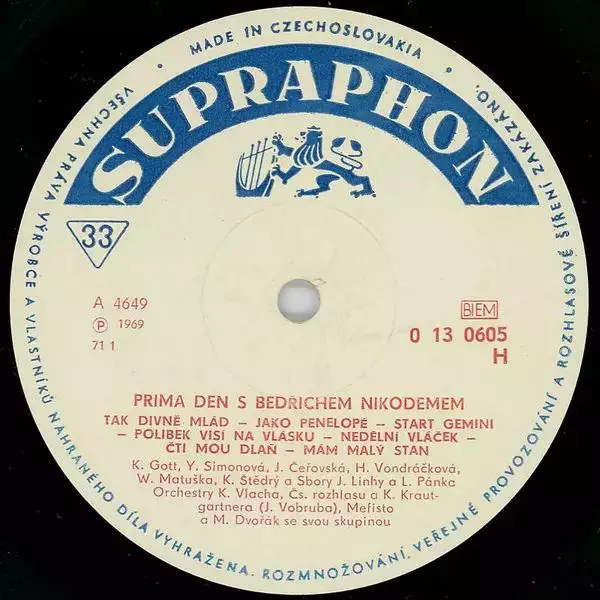 MADE IN CZECHOSLOVAKIA
SUPRAPHON
33
A 4649
Ⓟ 1969
71 1
BIEM
0 13 0605
H
PRIMA DEN S BEDŘICHEM NIKODEMEM
TAK DIVNĚ MLÁD – JAKO PENELOPÉ – START GEMINI
– POLIBEK VISÍ NA VLÁSKU – NEDĚLNÍ VLÁČEK –
ČTI MOU DLAŇ – MÁM MALÝ STAN
K. Gott, Y. Simonová, J. Čeřovská, H. Vondráčková,
W. Matuška, K. Štědrý a Sbory J. Linhy a L. Pánka
Orchestry K. Vlacha, Čs. rozhlasu a K. Kraut-
gartnera (J. Vobruba), Mefisto
a M. Dvořák se svou skupinou
VŠECHNA PRÁVA VÝROBCE A VLASTNÍKŮ NAHRANÉHO DÍLA VYHRAŽENA. ROZMNOŽOVÁNÍ, VEŘEJNÉ PROVOZOVÁNÍ A ROZHLASOVÉ ŠÍŘENÍ ZAKÁZÁNO.